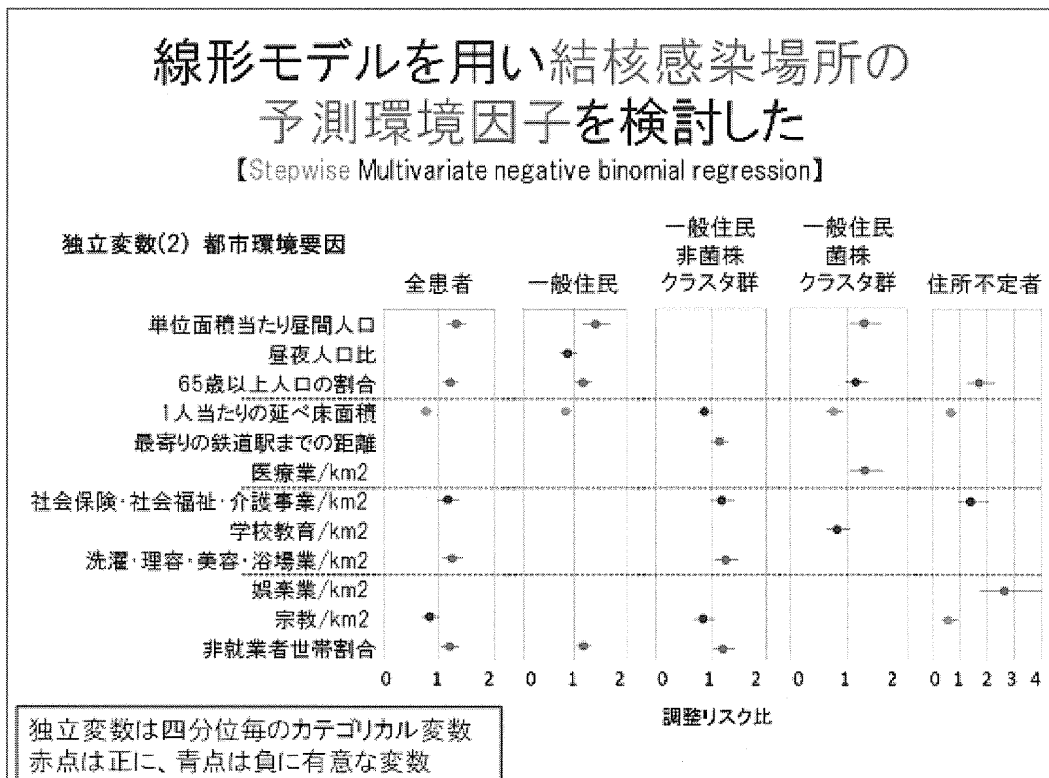 線形モデルを用い結核感染場所の
予測環境因子を検討した
【Stepwise Multivariate negative binomial regression】
独立変数(2) 都市環境要因
全患者
一般住民
一般住民
非菌株
クラスタ群
一般住民
菌株
クラスタ群
住所不定者
単位面積当たり昼間人口
昼夜人口比
65歳以上人口の割合
1人当たりの延べ床面積
最寄りの鉄道駅までの距離
医療業/km2
社会保険・社会福祉・介護事業/km2
学校教育/km2
洗濯・理容・美容・浴場業/km2
娯楽業/km2
宗教/km2
非就業者世帯割合
0 1 2 0 1 2 0 1 2 0 1 2 0 1 2 3 4
調整リスク比
独立変数は四分位毎のカテゴリカル変数
赤点は正に、青点は負に有意な変数